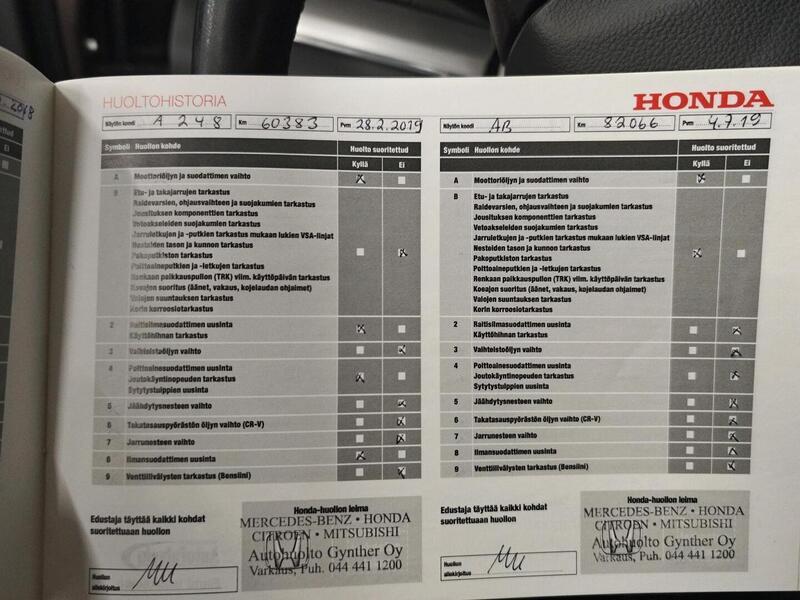 2018
HUOLTOHISTORIA
Näytön koodi A 248 Km 60383 Pvm 28.2.2019
Symboli Huollon kohde Huolto suoritettud
Kyllä Ei
A Moottoriöljyn ja suodattimen vaihto
B Etu- ja takajarrujen tarkastus
Raidevarsien, ohjausvaihteen ja suojakumien tarkastus
Jousituksen komponenttien tarkastus
Vetoakseleiden suojakumien tarkastus
Jarruletkujen ja -putkien tarkastus mukaan lukien VSA-linjat
Nesteiden tason ja kunnon tarkastus
Pakoputkiston tarkastus
Polttoaineputkien ja -letkujen tarkastus
Renkaan paikkauspullon (TRK) viim. käyttöpäivän tarkastus
Koeajon suoritus (äänet, vakaus, kojelaudan ohjaimet)
Valojen suuntauksen tarkastus
Korin korroosiotarkastus
2 Raitisilmasuodattimen uusinta
Käyttöhihnan tarkastus
3 Vaihteistoöljyn vaihto
4 Polttoainesuodattimen uusinta
Joutokäyntinopeuden tarkastus
Sytytystulppien uusinta
5 Jäähdytysnesteen vaihto
6 Takatasauspyörästön öljyn vaihto (CR-V)
7 Jarrunesteen vaihto
8 Ilmansuodattimen uusinta
9 Venttiilivälysten tarkastus (Bensiini)
Edustaja täyttää kaikki kohdat
suoritettuaan huollon
Huollon
allekirjoitus
Honda-huollon leima
MERCEDES-BENZ • HONDA
CITROEN • MITSUBISHI
Autohuolto Gynther Oy
Varkaus, Puh. 044 441 1200
HONDA
Näytön koodi AB Km 82066 Pvm 4.7.19
Symboli Huollon kohde Huolto suoritettud
Kyllä Ei
A Moottoriöljyn ja suodattimen vaihto
B Etu- ja takajarrujen tarkastus
Raidevarsien, ohjausvaihteen ja suojakumien tarkastus
Jousituksen komponenttien tarkastus
Vetoakseleiden suojakumien tarkastus
Jarruletkujen ja -putkien tarkastus mukaan lukien VSA-linjat
Nesteiden tason ja kunnon tarkastus
Pakoputkiston tarkastus
Polttoaineputkien ja -letkujen tarkastus
Renkaan paikkauspullon (TRK) viim. käyttöpäivän tarkastus
Koeajon suoritus (äänet, vakaus, kojelaudan ohjaimet)
Valojen suuntauksen tarkastus
Korin korroosiotarkastus
2 Raitisilmasuodattimen uusinta
Käyttöhihnan tarkastus
3 Vaihteistoöljyn vaihto
4 Polttoainesuodattimen uusinta
Joutokäyntinopeuden tarkastus
Sytytystulppien uusinta
5 Jäähdytysnesteen vaihto
6 Takatasauspyörästön öljyn vaihto (CR-V)
7 Jarrunesteen vaihto
8 Ilmansuodattimen uusinta
9 Venttiilivälysten tarkastus (Bensiini)
Edustaja täyttää kaikki kohdat
suoritettuaan huollon
Huollon
allekirjoitus
Honda-huollon leima
MERCEDES-BENZ • HONDA
CITROEN • MITSUBISHI
Autohuolto Gynther Oy
Varkaus, Puh. 044 441 1200